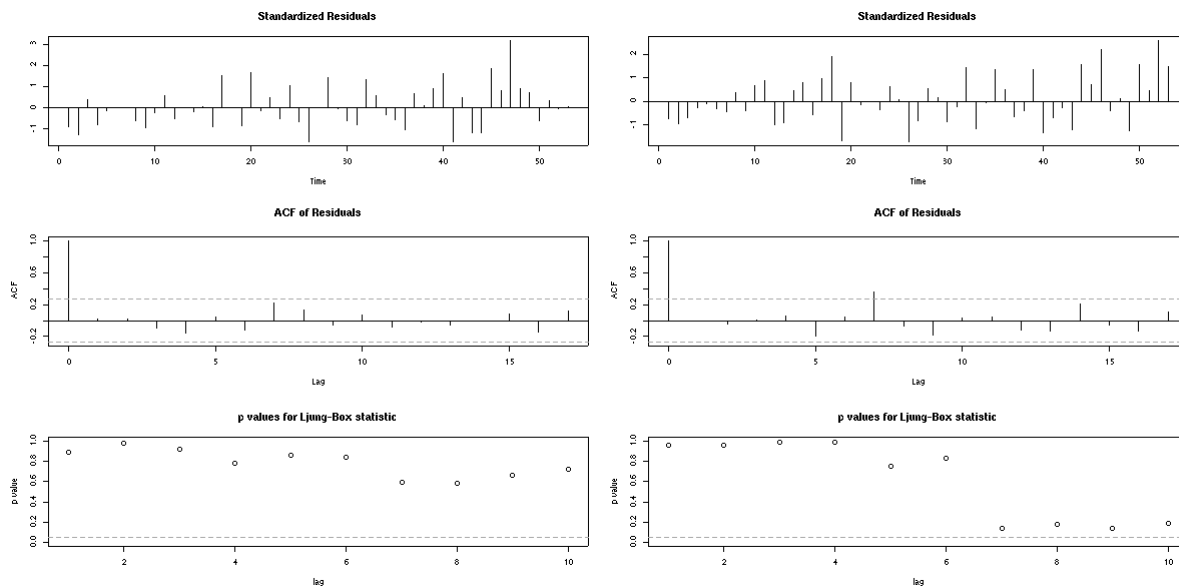 Standardized Residuals
-1 0 1 2 3
0 10 20 30 40 50
Time
ACF of Residuals
ACF
-0.2 0.2 0.6 1.0
0 5 10 15
Lag
p values for Ljung-Box statistic
p value
0.0 0.2 0.4 0.6 0.8 1.0
2 4 6 8 10
lag
Standardized Residuals
-1 0 1 2
0 10 20 30 40 50
Time
ACF of Residuals
ACF
-0.2 0.2 0.6 1.0
0 5 10 15
Lag
p values for Ljung-Box statistic
p value
0.0 0.2 0.4 0.6 0.8 1.0
2 4 6 8 10
lag